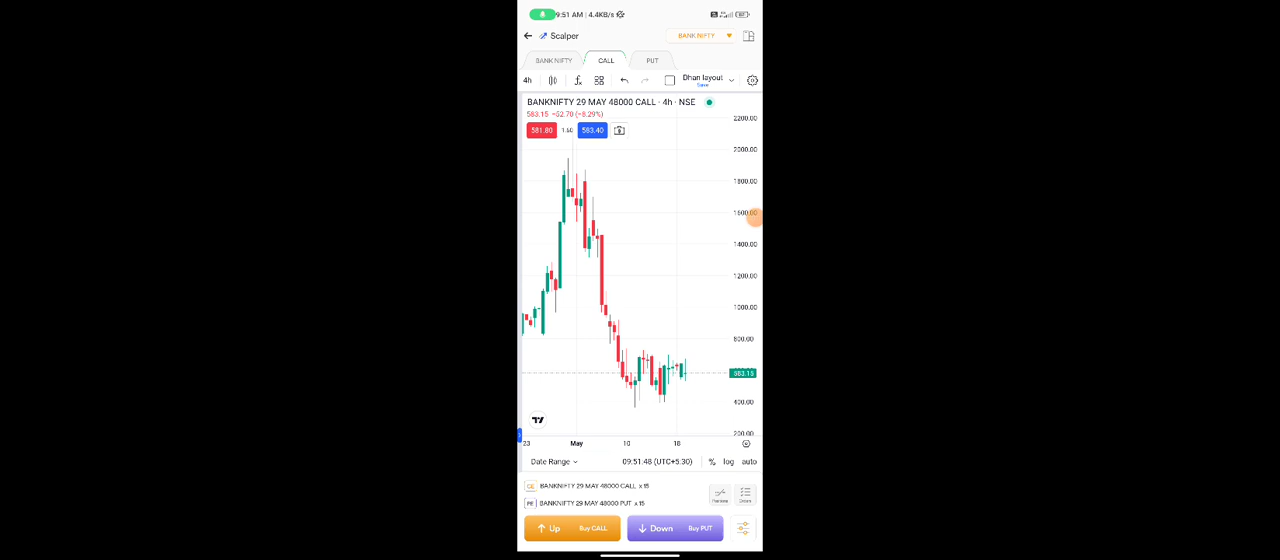 9:51 AM | 4.4KB/s
Scalper
BANK NIFTY
BANK NIFTY CALL PUT
4h
Dhan layout
Save
BANKNIFTY 29 MAY 48000 CALL · 4h · NSE
583.15 −52.70 (−8.29%)
581.80 1.60 583.40
2200.00
2000.00
1800.00
1600.00
1400.00
1200.00
1000.00
800.00
583.15
400.00
200.00
23 May 10 18
Date Range
09:51:48 (UTC+5:30)
% log auto
CE BANKNIFTY 29 MAY 48000 CALL x15
PE BANKNIFTY 29 MAY 48000 PUT x15
Up Buy CALL
Down Buy PUT